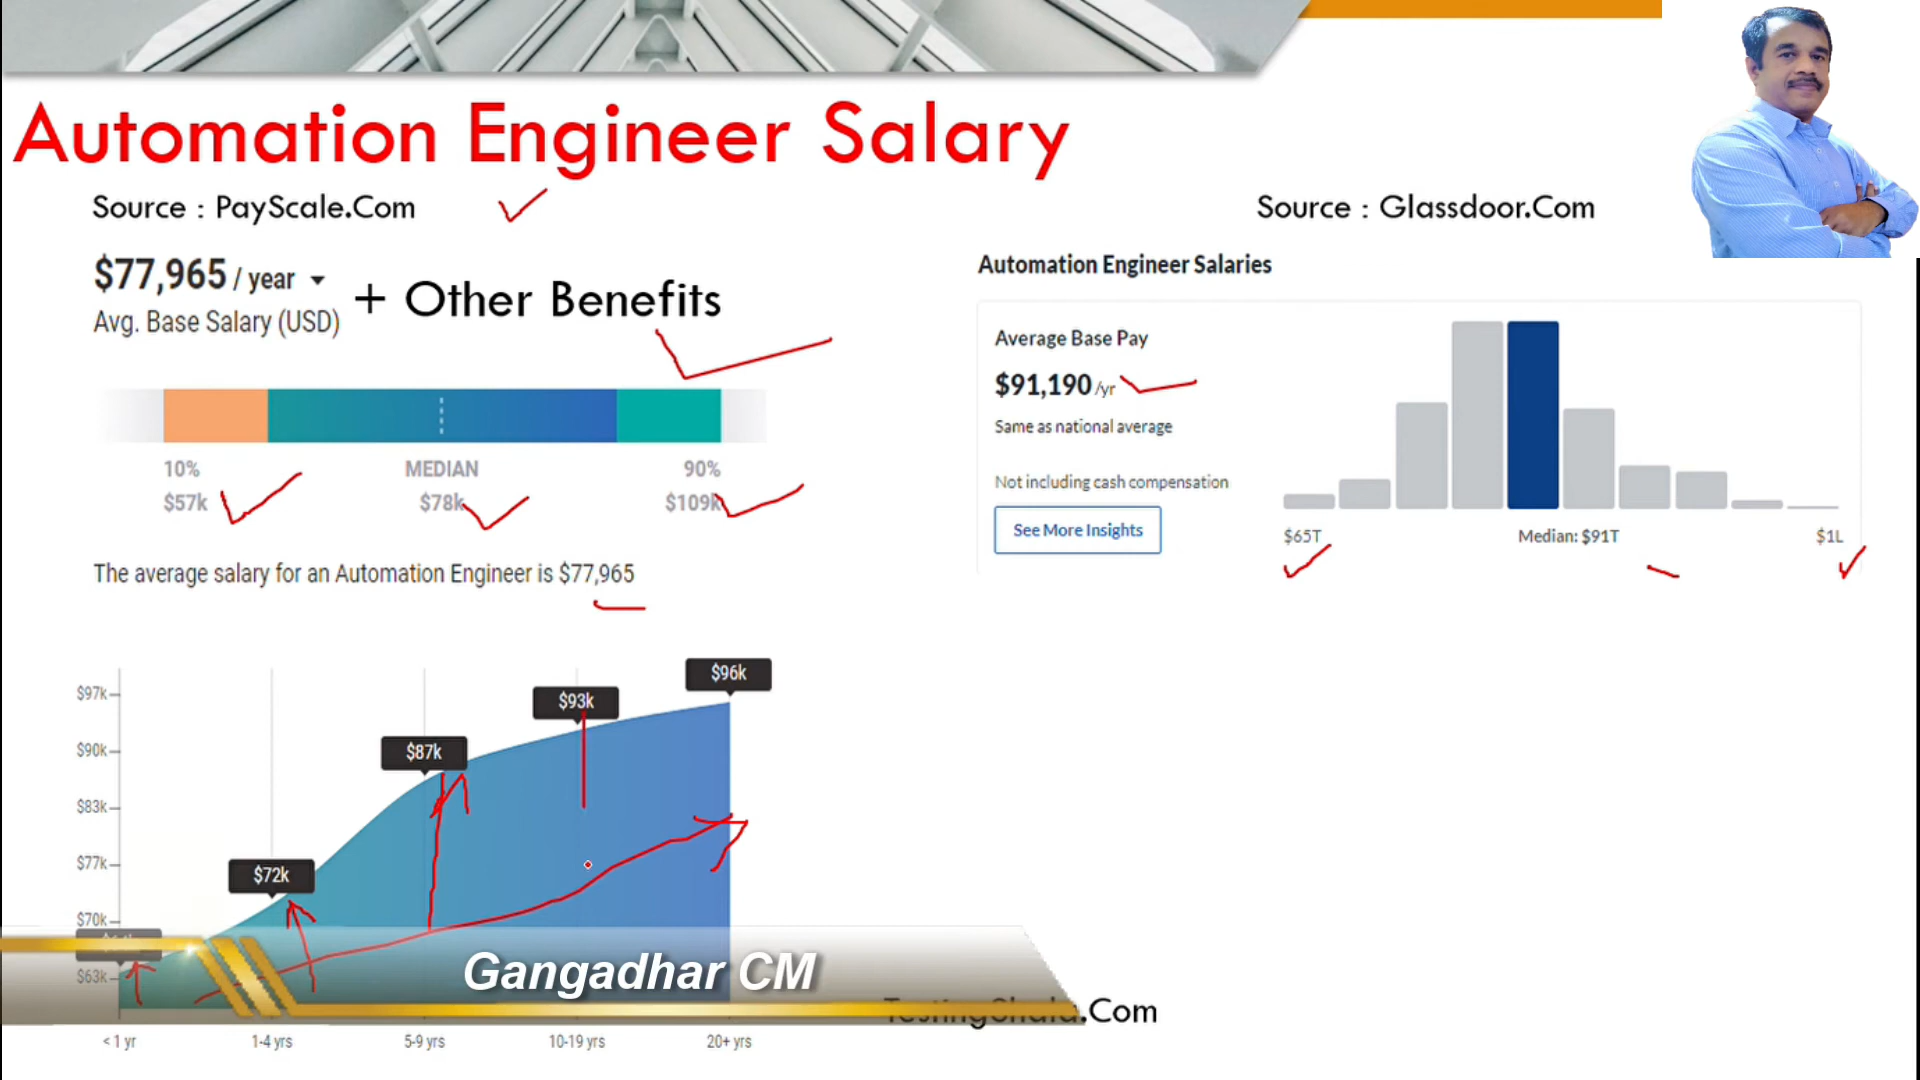 Automation Engineer Salary
Source : PayScale.Com
Source : Glassdoor.Com
$77,965 / year
Avg. Base Salary (USD)
+ Other Benefits
10%
MEDIAN
90%
$57k
$78k
$109k
The average salary for an Automation Engineer is $77,965
Automation Engineer Salaries
Average Base Pay
$91,190 /yr
Same as national average
Not including cash compensation
See More Insights
$65T
Median: $91T
$1L
$97k
$90k
$83k
$77k
$70k
$63k
$72k
$87k
$93k
$96k
< 1 yr
1-4 yrs
5-9 yrs
10-19 yrs
20+ yrs
Gangadhar CM
.Com